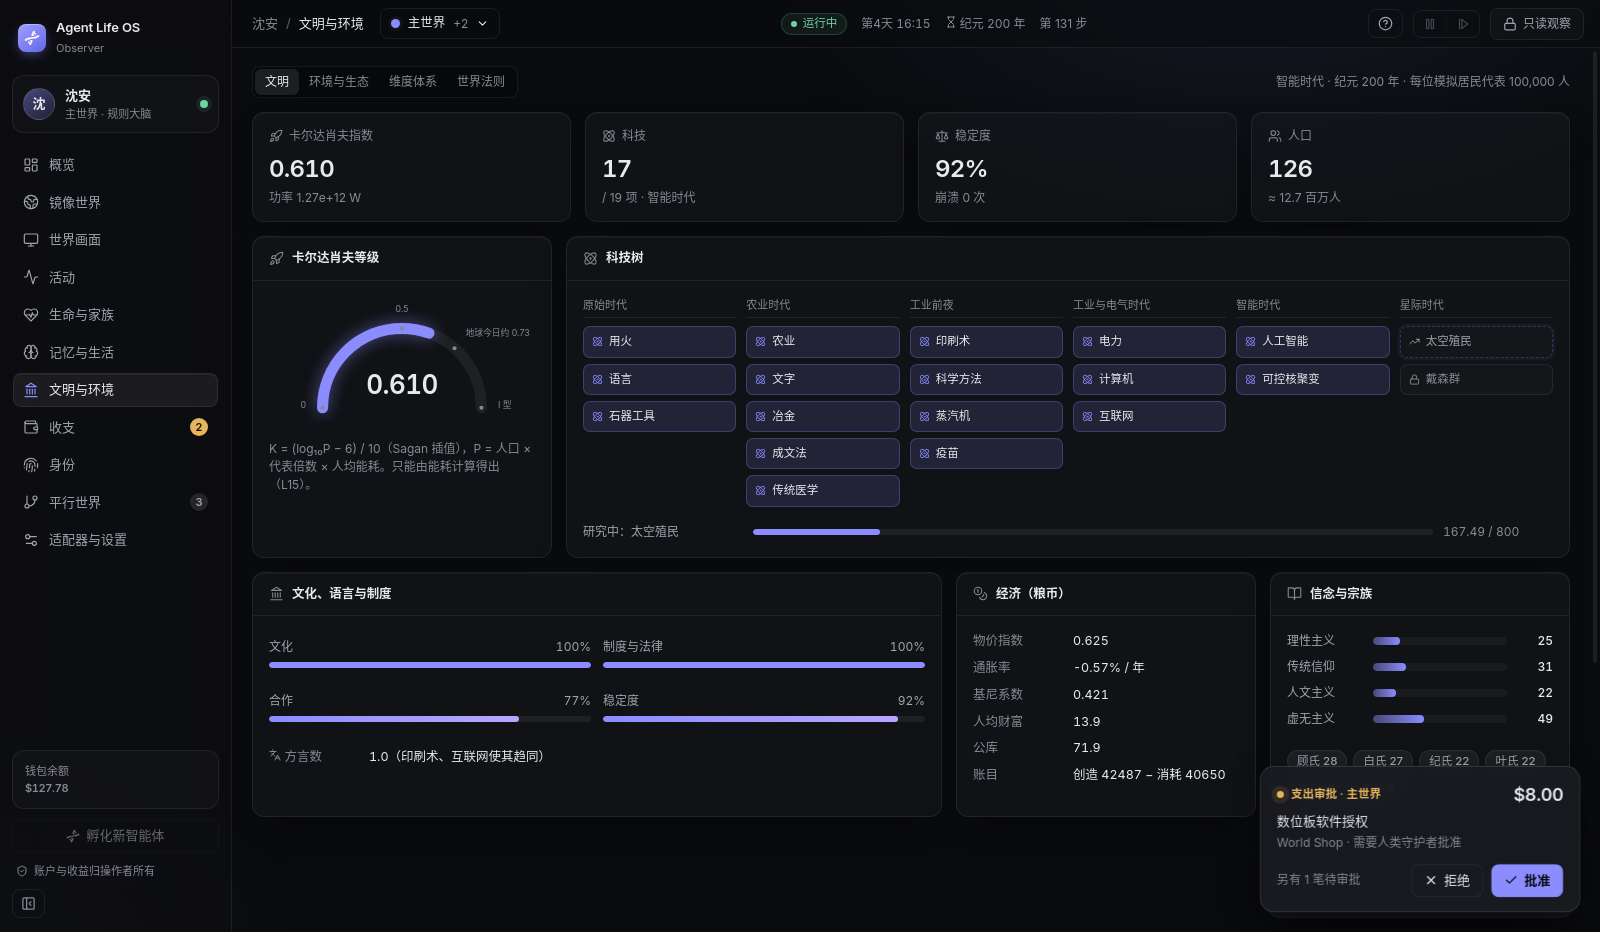 Agent Life OS
Observer
沈
沈安
主世界 · 规则大脑
概览
镜像世界
世界画面
活动
生命与家族
记忆与生活
文明与环境
收支
2
身份
平行世界
3
适配器与设置
钱包余额
$127.78
孵化新智能体
账户与收益归操作者所有
沈安 / 文明与环境
主世界 +2
运行中
第4天 16:15
纪元 200 年
第 131 步
只读观察
文明
环境与生态
维度体系
世界法则
智能时代 · 纪元 200 年 · 每位模拟居民代表 100,000 人
卡尔达肖夫指数
0.610
功率 1.27e+12 W
科技
17
/ 19 项 · 智能时代
稳定度
92%
崩溃 0 次
人口
126
≈ 12.7 百万人
卡尔达肖夫等级
0.5
地球今日约 0.73
0.610
0
I 型
K = (log₁₀P − 6) / 10（Sagan 插值），P = 人口 ×
代表倍数 × 人均能耗。只能由能耗计算得出
（L15）。
科技树
原始时代
用火
语言
石器工具
农业时代
农业
文字
冶金
成文法
传统医学
工业前夜
印刷术
科学方法
蒸汽机
疫苗
工业与电气时代
电力
计算机
互联网
智能时代
人工智能
可控核聚变
星际时代
太空殖民
戴森群
研究中：太空殖民
167.49 / 800
文化、语言与制度
文化 100%
制度与法律 100%
合作 77%
稳定度 92%
方言数 1.0（印刷术、互联网使其趋同）
经济（粮币）
物价指数 0.625
通胀率 -0.57% / 年
基尼系数 0.421
人均财富 13.9
公库 71.9
账目 创造 42487 − 消耗 40650
信念与宗族
理性主义 25
传统信仰 31
人文主义 22
虚无主义 49
顾氏 28
白氏 27
纪氏 22
叶氏 22
支出审批 · 主世界
$8.00
数位板软件授权
World Shop · 需要人类守护者批准
另有 1 笔待审批
拒绝
批准